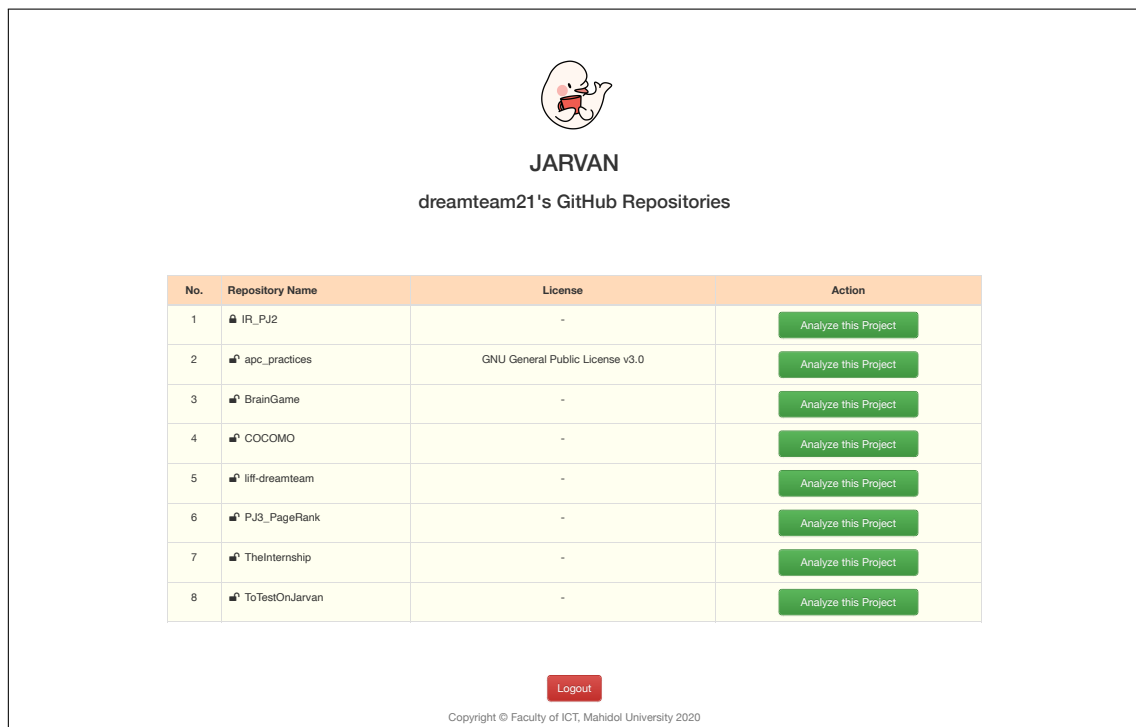 JARVAN
dreamteam21's GitHub Repositories
No. Repository Name License Action
1 IR_PJ2 - Analyze this Project
2 apc_practices GNU General Public License v3.0 Analyze this Project
3 BrainGame - Analyze this Project
4 COCOMO - Analyze this Project
5 liff-dreamteam - Analyze this Project
6 PJ3_PageRank - Analyze this Project
7 TheInternship - Analyze this Project
8 ToTestOnJarvan - Analyze this Project
Logout
Copyright © Faculty of ICT, Mahidol University 2020